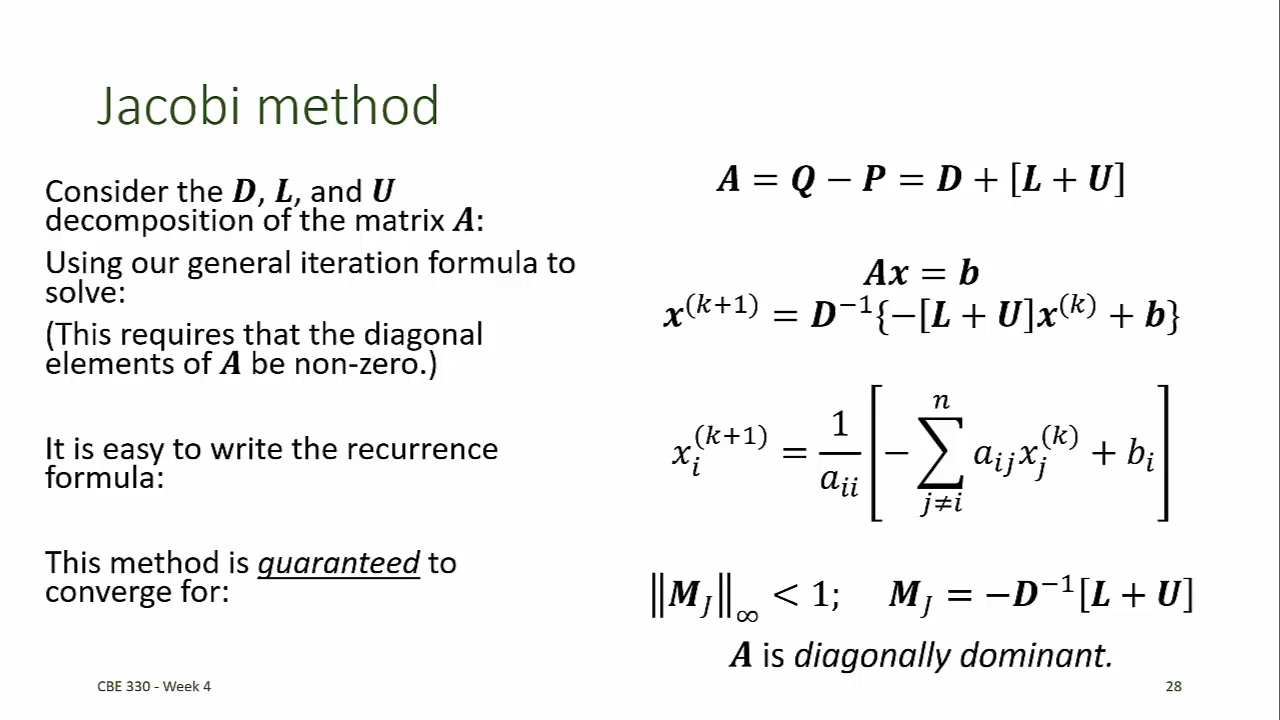 Jacobi method
Consider the D, L, and U
decomposition of the matrix A:
A = Q − P = D + [L + U]
Using our general iteration formula to
solve:
(This requires that the diagonal
elements of A be non-zero.)
Ax = b
x^(k+1) = D^−1{−[L + U]x^(k) + b}
It is easy to write the recurrence
formula:
x_i^(k+1) = 1/a_ii [− ∑_{j≠i}^{n} a_ij x_j^(k) + b_i]
This method is guaranteed to
converge for:
‖M_J‖_∞ < 1; M_J = −D^−1[L + U]
A is diagonally dominant.
CBE 330 - Week 4
28